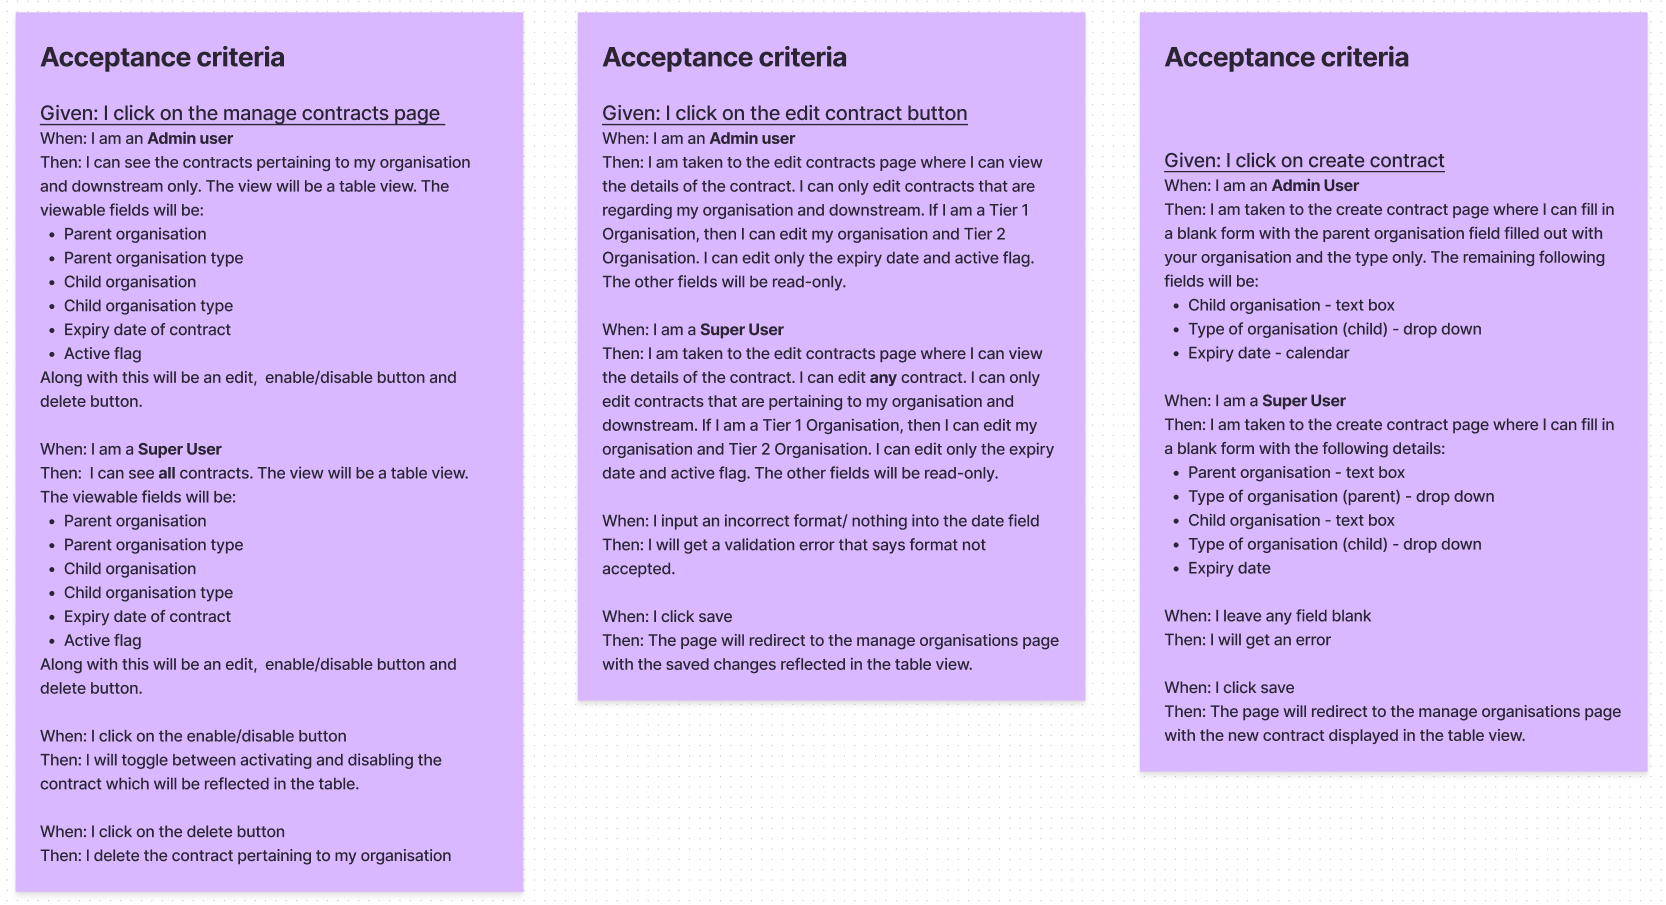 Acceptance criteria
Given: I click on the manage contracts page
When: I am an Admin user
Then: I can see the contracts pertaining to my organisation
and downstream only. The view will be a table view. The
viewable fields will be:
• Parent organisation
• Parent organisation type
• Child organisation
• Child organisation type
• Expiry date of contract
• Active flag
Along with this will be an edit,  enable/disable button and
delete button.
When: I am a Super User
Then:  I can see all contracts. The view will be a table view.
The viewable fields will be:
• Parent organisation
• Parent organisation type
• Child organisation
• Child organisation type
• Expiry date of contract
• Active flag
Along with this will be an edit,  enable/disable button and
delete button.
When: I click on the enable/disable button
Then: I will toggle between activating and disabling the
contract which will be reflected in the table.
When: I click on the delete button
Then: I delete the contract pertaining to my organisation
Acceptance criteria
Given: I click on the edit contract button
When: I am an Admin user
Then: I am taken to the edit contracts page where I can view
the details of the contract. I can only edit contracts that are
regarding my organisation and downstream. If I am a Tier 1
Organisation, then I can edit my organisation and Tier 2
Organisation. I can edit only the expiry date and active flag.
The other fields will be read-only.
When: I am a Super User
Then: I am taken to the edit contracts page where I can view
the details of the contract. I can edit any contract. I can only
edit contracts that are pertaining to my organisation and
downstream. If I am a Tier 1 Organisation, then I can edit my
organisation and Tier 2 Organisation. I can edit only the expiry
date and active flag. The other fields will be read-only.
When: I input an incorrect format/ nothing into the date field
Then: I will get a validation error that says format not
accepted.
When: I click save
Then: The page will redirect to the manage organisations page
with the saved changes reflected in the table view.
Acceptance criteria
Given: I click on create contract
When: I am an Admin User
Then: I am taken to the create contract page where I can fill in
a blank form with the parent organisation field filled out with
your organisation and the type only. The remaining following
fields will be:
• Child organisation - text box
• Type of organisation (child) - drop down
• Expiry date - calendar
When: I am a Super User
Then: I am taken to the create contract page where I can fill in
a blank form with the following details:
• Parent organisation - text box
• Type of organisation (parent) - drop down
• Child organisation - text box
• Type of organisation (child) - drop down
• Expiry date
When: I leave any field blank
Then: I will get an error
When: I click save
Then: The page will redirect to the manage organisations page
with the new contract displayed in the table view.